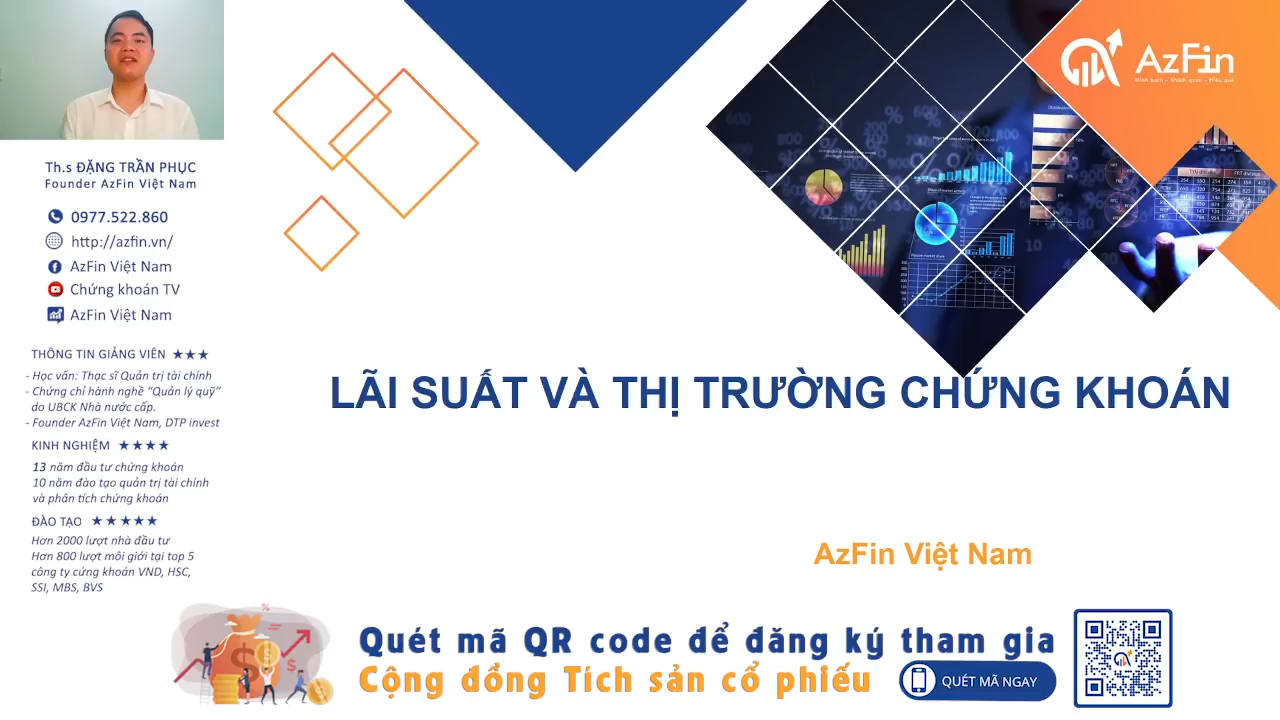 Th.s ĐẶNG TRẦN PHỤC
Founder AzFin Việt Nam
0977.522.860
http://azfin.vn/
AzFin Việt Nam
Chứng khoán TV
AzFin Việt Nam
THÔNG TIN GIẢNG VIÊN ★★★
- Học vấn: Thạc sĩ Quản trị tài chính
- Chứng chỉ hành nghề “Quản lý quỹ”
do UBCK Nhà nước cấp.
- Founder AzFin Việt Nam, DTP invest
KINH NGHIỆM ★★★★
13 năm đầu tư chứng khoán
10 năm đào tạo quản trị tài chính
và phân tích chứng khoán
ĐÀO TẠO ★★★★★
Hơn 2000 lượt nhà đầu tư
Hơn 800 lượt môi giới tại top 5
công ty cứng khoán VND, HSC,
SSI, MBS, BVS
AzFin
Minh bạch - Khách quan - Hiệu quả
LÃI SUẤT VÀ THỊ TRƯỜNG CHỨNG KHOÁN
AzFin Việt Nam
Quét mã QR code để đăng ký tham gia
Cộng đồng Tích sản cổ phiếu
QUÉT MÃ NGAY